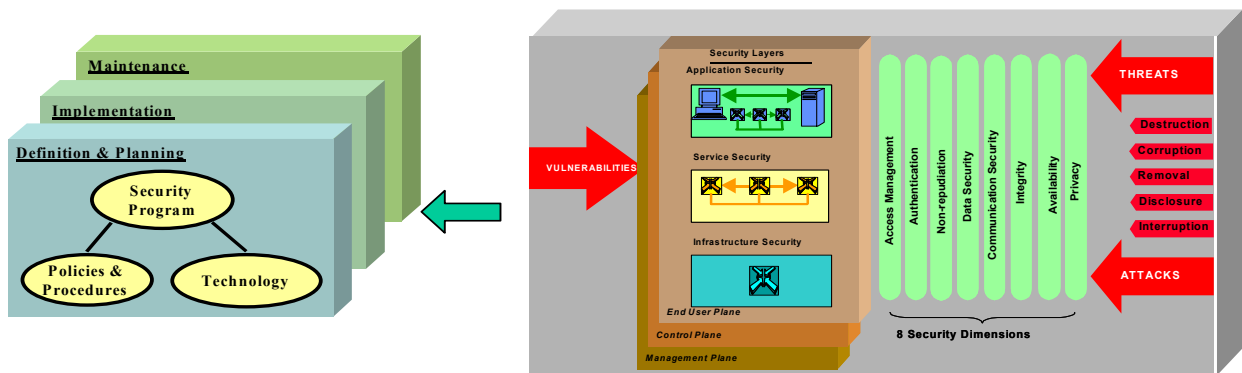 Maintenance
Implementation
Definition & Planning
Security
Program
Policies &
Procedures
Technology
VULNERABILITIES
Security Layers
Application Security
Service Security
Infrastructure Security
End User Plane
Control Plane
Management Plane
Access Management
Authentication
Non-repudiation
Data Security
Communication Security
Integrity
Availability
Privacy
8 Security Dimensions
THREATS
Destruction
Corruption
Removal
Disclosure
Interruption
ATTACKS